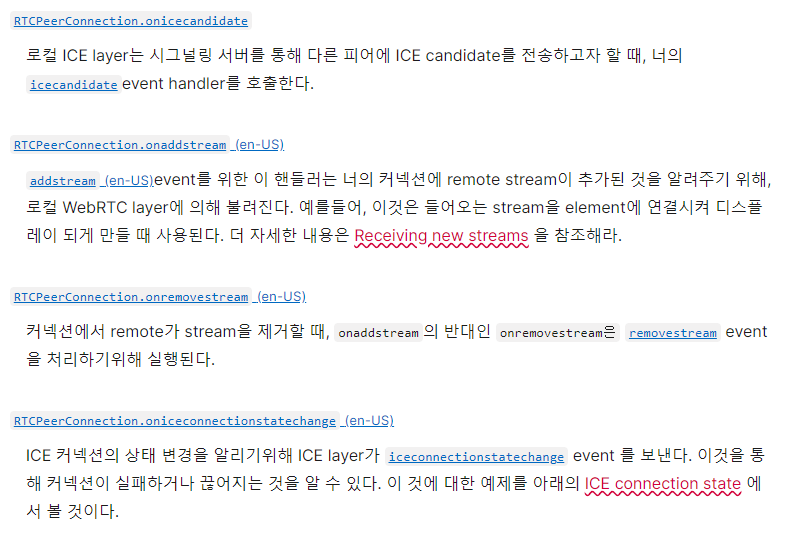 RTCPeerConnection.onicecandidate
로컬 ICE layer는 시그널링 서버를 통해 다른 피어에 ICE candidate를 전송하고자 할 때, 너의
icecandidate event handler를 호출한다.
RTCPeerConnection.onaddstream (en-US)
addstream (en-US)event를 위한 이 핸들러는 너의 커넥션에 remote stream이 추가된 것을 알려주기 위해,
로컬 WebRTC layer에 의해 불려진다. 예를들어, 이것은 들어오는 stream을 element에 연결시켜 디스플
레이 되게 만들 때 사용된다. 더 자세한 내용은 Receiving new streams 을 참조해라.
RTCPeerConnection.onremovestream (en-US)
커넥션에서 remote가 stream을 제거할 때, onaddstream의 반대인 onremovestream은 removestream event
을 처리하기위해 실행된다.
RTCPeerConnection.oniceconnectionstatechange (en-US)
ICE 커넥션의 상태 변경을 알리기위해 ICE layer가 iceconnectionstatechange event 를 보낸다. 이것을 통
해 커넥션이 실패하거나 끊어지는 것을 알 수 있다. 이 것에 대한 예제를 아래의 ICE connection state 에
서 볼 것이다.